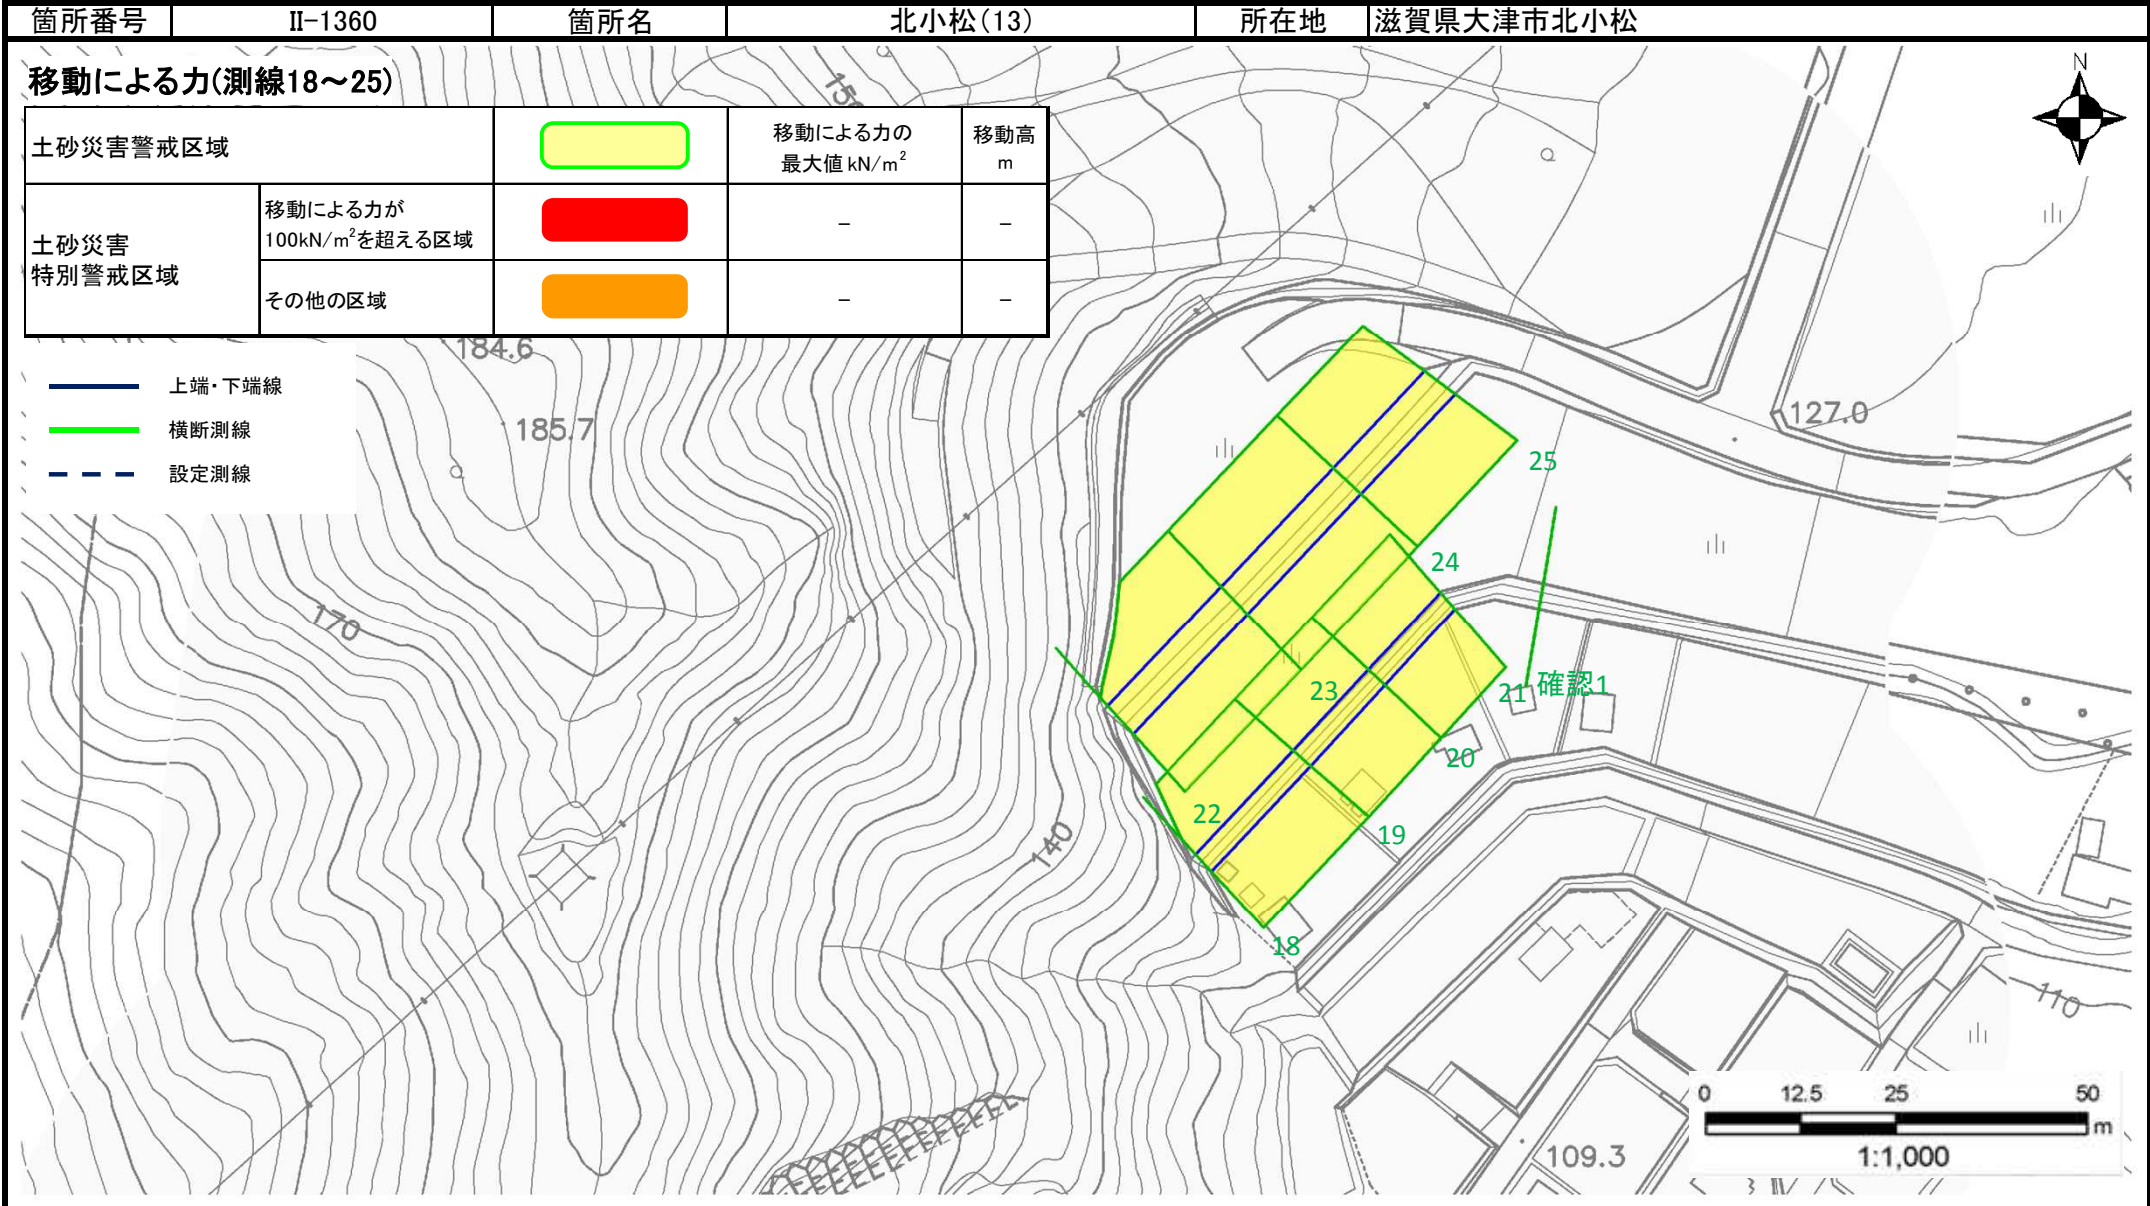 箇所番号 II-1360 箇所名 北小松(13) 所在地 滋賀県大津市北小松
移動による力(測線18～25)
土砂災害警戒区域
移動による力の
最大値 kN/m²
移動高
m
土砂災害
特別警戒区域
移動による力が
100kN/m²を超える区域
－ －
その他の区域
－ －
上端・下端線
横断測線
設定測線
N
150
184.6
185.7
170
140
127.0
110
109.3
25
24
23
22
21
確認1
20
19
18
0 12.5 25 50
m
1:1,000